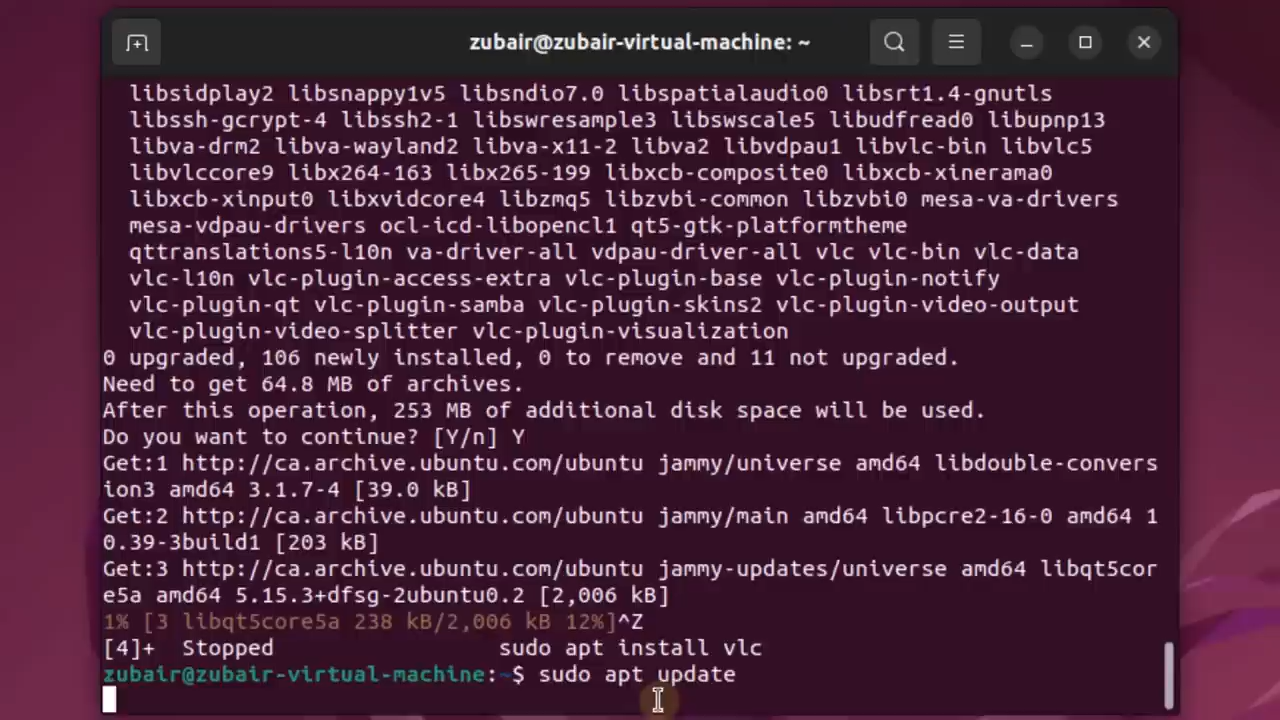 zubair@zubair-virtual-machine: ~
libsidplay2 libsnappy1v5 libsndio7.0 libspatialaudio0 libsrt1.4-gnutls
libssh-gcrypt-4 libssh2-1 libswresample3 libswscale5 libudfread0 libupnp13
libva-drm2 libva-wayland2 libva-x11-2 libva2 libvdpau1 libvlc-bin libvlc5
libvlccore9 libx264-163 libx265-199 libxcb-composite0 libxcb-xinerama0
libxcb-xinput0 libxvidcore4 libzmq5 libzvbi-common libzvbi0 mesa-va-drivers
mesa-vdpau-drivers ocl-icd-libopencl1 qt5-gtk-platformtheme
qttranslations5-l10n va-driver-all vdpau-driver-all vlc vlc-bin vlc-data
vlc-l10n vlc-plugin-access-extra vlc-plugin-base vlc-plugin-notify
vlc-plugin-qt vlc-plugin-samba vlc-plugin-skins2 vlc-plugin-video-output
vlc-plugin-video-splitter vlc-plugin-visualization
0 upgraded, 106 newly installed, 0 to remove and 11 not upgraded.
Need to get 64.8 MB of archives.
After this operation, 253 MB of additional disk space will be used.
Do you want to continue? [Y/n] Y
Get:1 http://ca.archive.ubuntu.com/ubuntu jammy/universe amd64 libdouble-convers
ion3 amd64 3.1.7-4 [39.0 kB]
Get:2 http://ca.archive.ubuntu.com/ubuntu jammy/main amd64 libpcre2-16-0 amd64 1
0.39-3build1 [203 kB]
Get:3 http://ca.archive.ubuntu.com/ubuntu jammy-updates/universe amd64 libqt5cor
e5a amd64 5.15.3+dfsg-2ubuntu0.2 [2,006 kB]
1% [3 libqt5core5a 238 kB/2,006 kB 12%]^Z
[4]+  Stopped                 sudo apt install vlc
zubair@zubair-virtual-machine:~$ sudo apt update